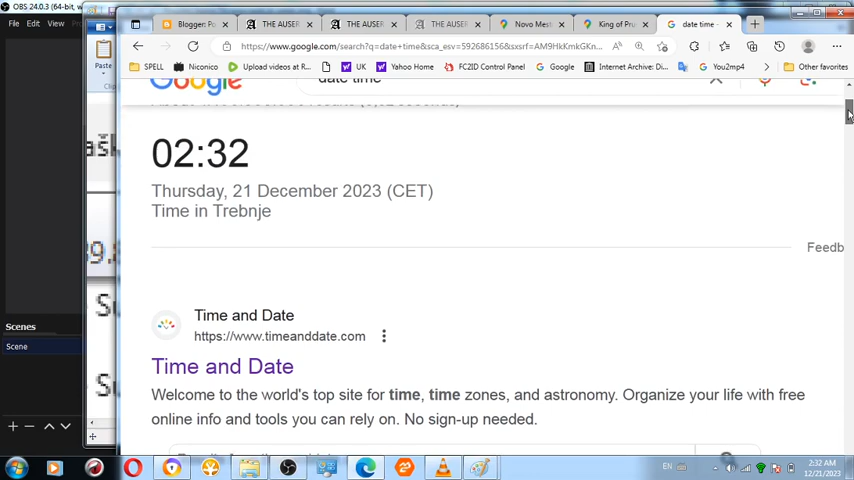 OBS 24.0.3 (64-bit, w
File Edit View
Blogger: Po
THE AUSER
THE AUSER
THE AUSER
Novo Mest
King of Pru
date time -
https://www.google.com/search?q=date+time&sca_esv=592686156&sxsrf=AM9HkKmkGKn...
SPELL
Niconico
Upload videos at R...
UK
Yahoo Home
FC2ID Control Panel
Google
Internet Archive: Di...
You2mp4
Other favorites
Paste
Google
date time
02:32
Thursday, 21 December 2023 (CET)
Time in Trebnje
Feedb
Time and Date
https://www.timeanddate.com
Time and Date
Welcome to the world's top site for time, time zones, and astronomy. Organize your life with free
online info and tools you can rely on. No sign-up needed.
Scenes
Scene
EN
2:32 AM
12/21/2023